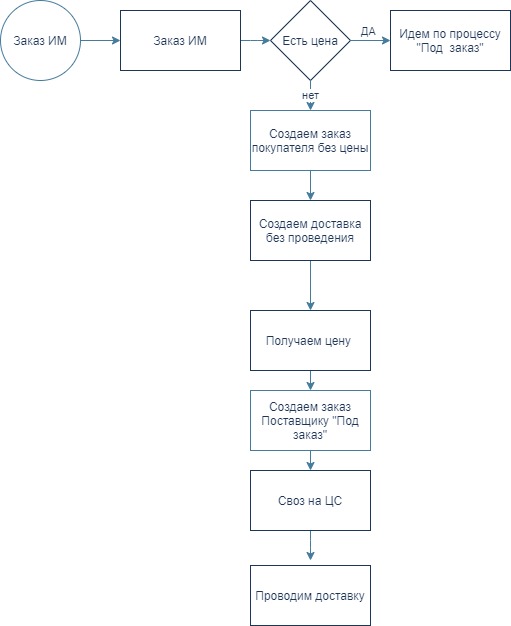 Заказ ИМ
Заказ ИМ
Есть цена
ДА
Идем по процессу
"Под заказ"
нет
Создаем заказ
покупателя без цены
Создаем доставка
без проведения
Получаем цену
Создаем заказ
Поставщику "Под
заказ"
Своз на ЦС
Проводим доставку